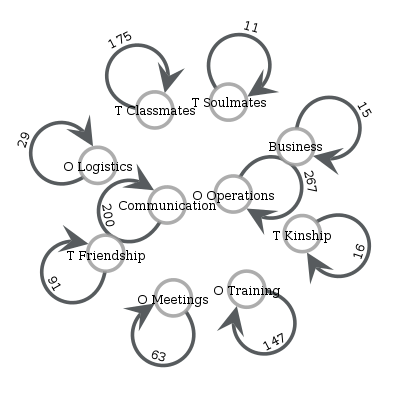 11
175
T Classmates
T Soulmates
15
29
Business
O Logistics
267
O Operations
Communication
200
T Kinship
16
T Friendship
91
O Meetings
O Training
147
63